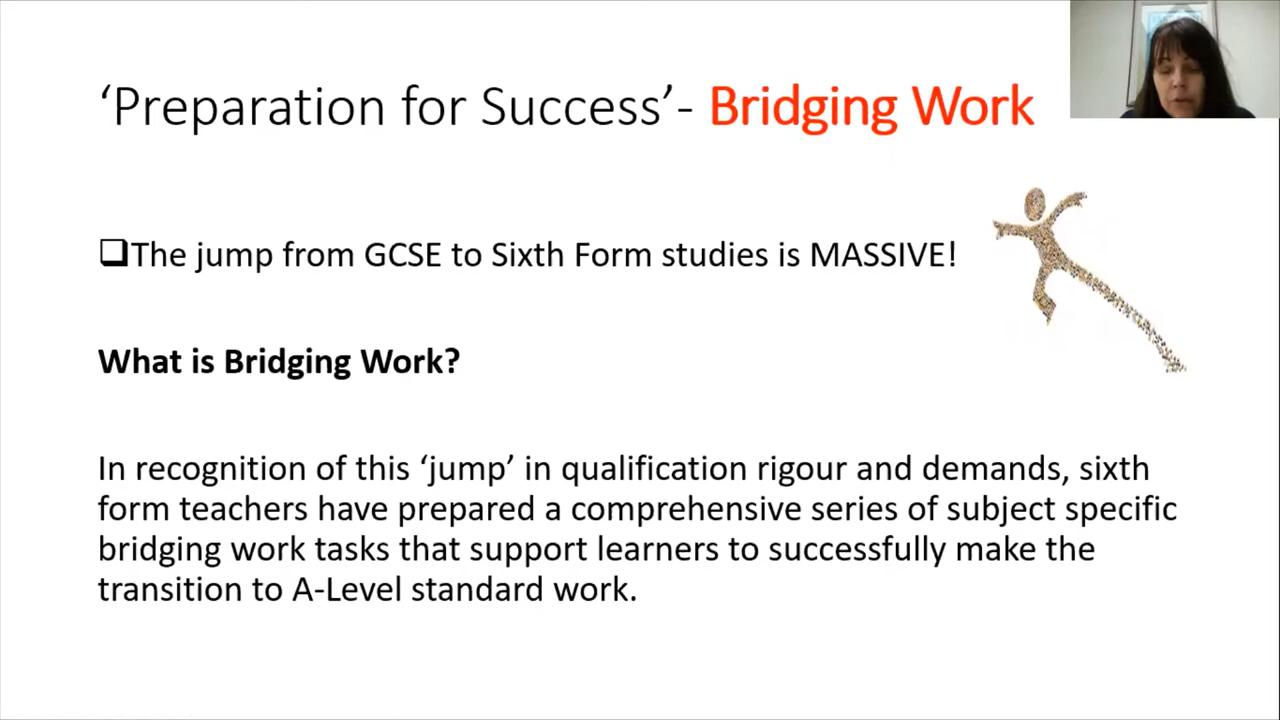 ‘Preparation for Success’- Bridging Work
❑The jump from GCSE to Sixth Form studies is MASSIVE!
What is Bridging Work?
In recognition of this ‘jump’ in qualification rigour and demands, sixth
form teachers have prepared a comprehensive series of subject specific
bridging work tasks that support learners to successfully make the
transition to A-Level standard work.